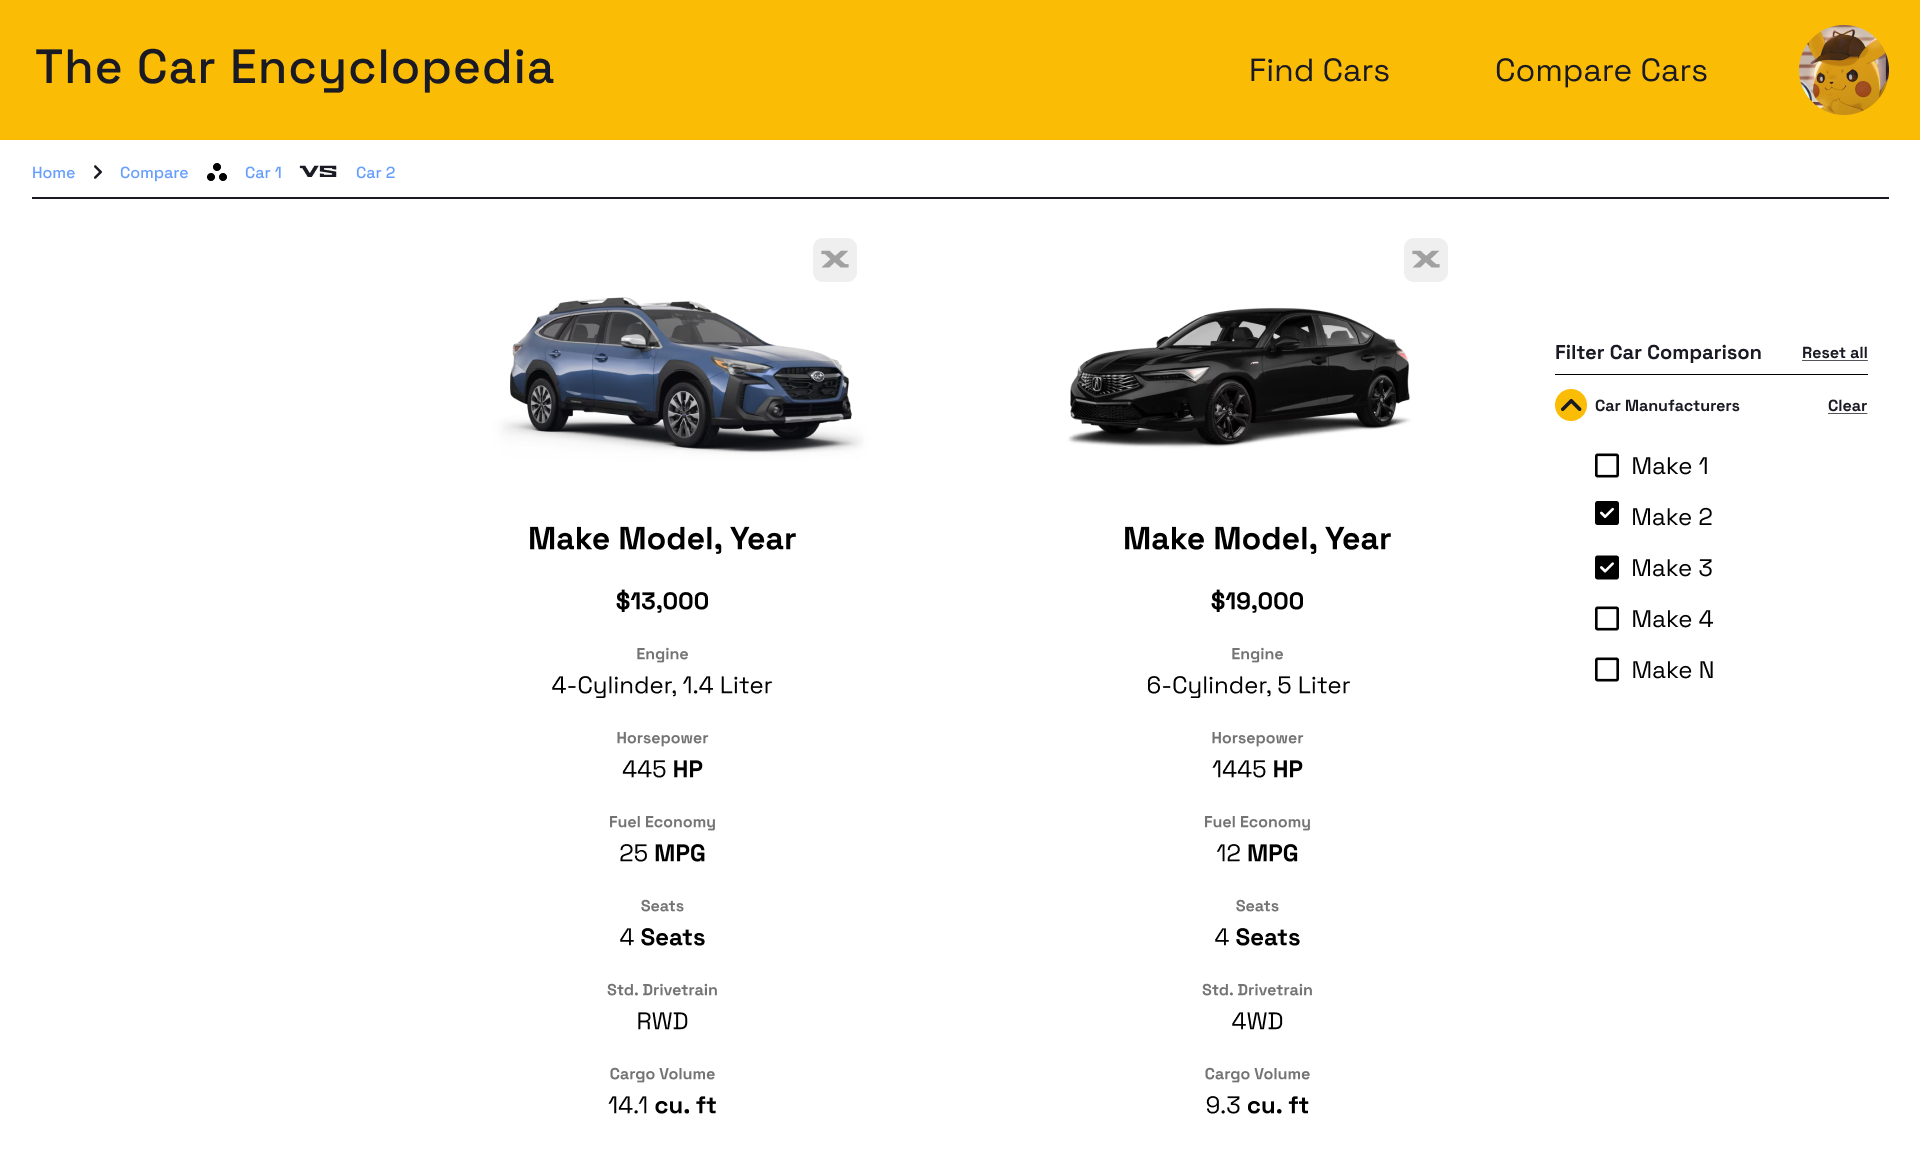 The Car Encyclopedia
Find Cars
Compare Cars
Home
Compare
Car 1
VS
Car 2
X
X
Filter Car Comparison
Reset all
Car Manufacturers
Clear
Make 1
Make 2
Make 3
Make 4
Make N
Make Model, Year
$13,000
Engine
4-Cylinder, 1.4 Liter
Horsepower
445 HP
Fuel Economy
25 MPG
Seats
4 Seats
Std. Drivetrain
RWD
Cargo Volume
14.1 cu. ft
Make Model, Year
$19,000
Engine
6-Cylinder, 5 Liter
Horsepower
1445 HP
Fuel Economy
12 MPG
Seats
4 Seats
Std. Drivetrain
4WD
Cargo Volume
9.3 cu. ft